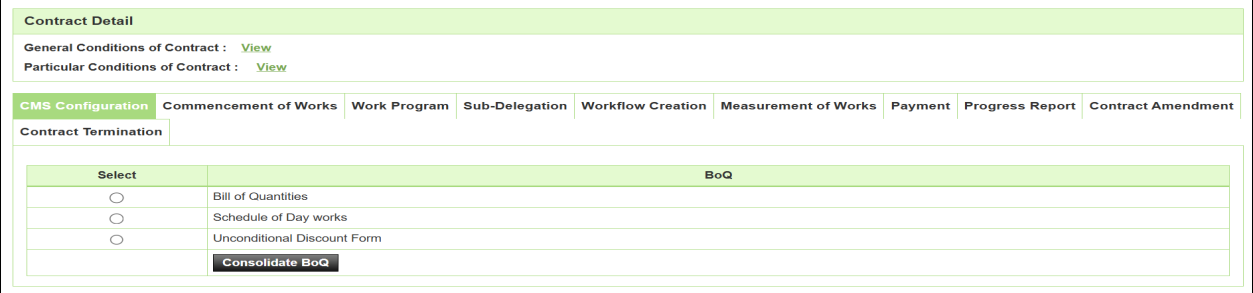 Contract Detail
General Conditions of Contract : View
Particular Conditions of Contract : View
CMS Configuration Commencement of Works Work Program Sub-Delegation Workflow Creation Measurement of Works Payment Progress Report Contract Amendment
Contract Termination
Select BoQ
Bill of Quantities
Schedule of Day works
Unconditional Discount Form
Consolidate BoQ